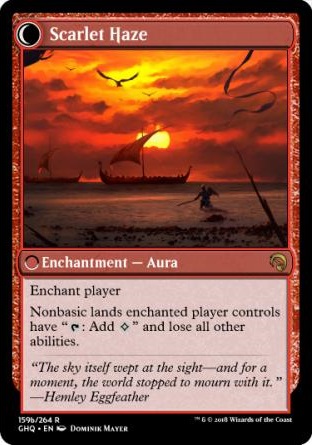 Scarlet Haze
Enchantment — Aura
Enchant player
Nonbasic lands enchanted player controls
have “: Add ” and lose all other
abilities.
“The sky itself wept at the sight—and for a
moment, the world stopped to mourn with it.”
—Hemley Eggfeather
159b/264 R
GHQ • EN DOMINIK MAYER
™ & © 2018 Wizards of the Coast